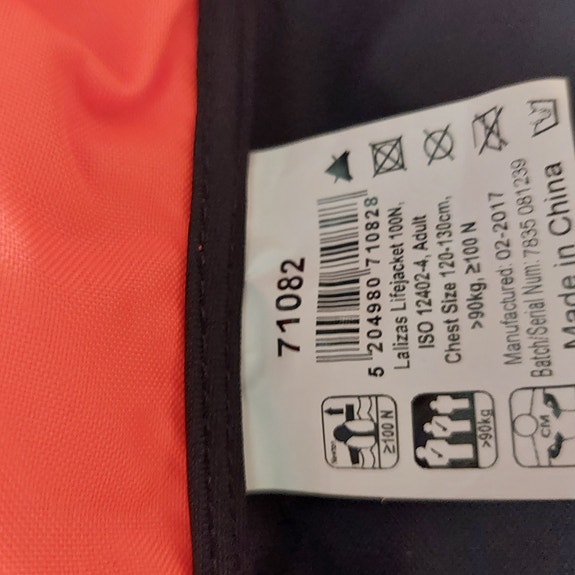 71082
5 204980 710828
Lalizas Lifejacket 100N,
ISO 12402-4, Adult
Chest Size 120-130cm,
>90kg, ≥100 N
Manufactured: 02-2017
Batch/Serial Num: 7835 081239
Made in China
≥100 N
>90kg
CM